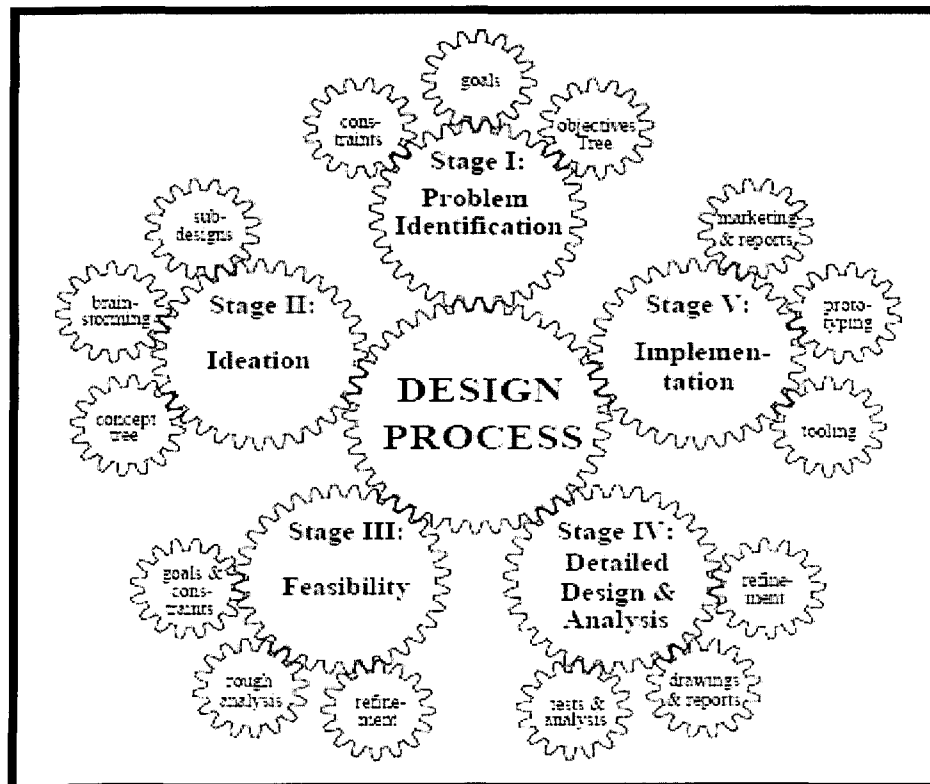 goals
cons-
traints
objectives
Tree
Stage I:
Problem
Identification
sub-
designs
brain-
storming
concept
tree
Stage II:
Ideation
marketing
& reports
proto-
typing
tooling
Stage V:
Implemen-
tation
DESIGN
PROCESS
Stage III:
Feasibility
goals &
cons-
traints
rough
analysis
refine-
ment
Stage IV:
Detailed
Design &
Analysis
refine-
ment
drawings
& reports
tests &
analysis